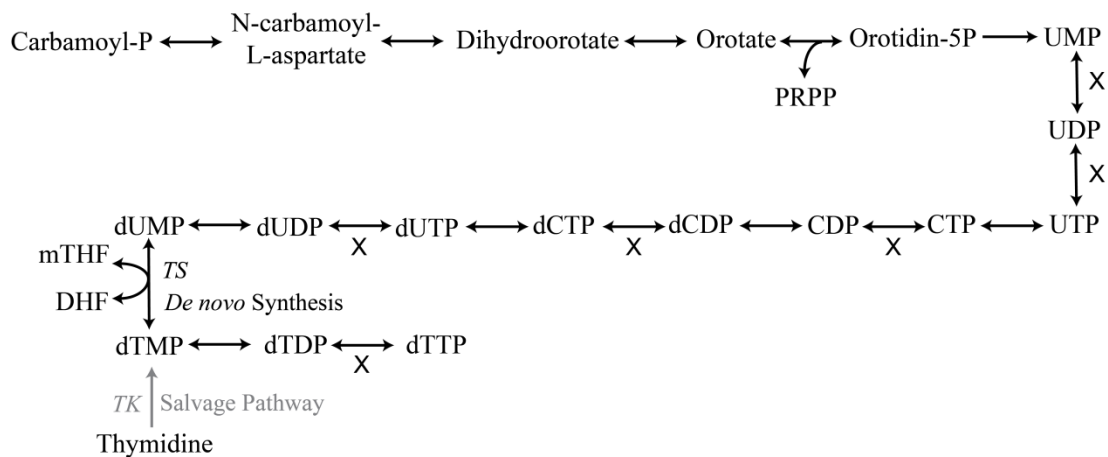 Carbamoyl-P N-carbamoyl-L-aspartate Dihydroorotate Orotate Orotidin-5P UMP
PRPP
X
UDP
X
dUMP dUDP dUTP dCTP dCDP CDP CTP UTP
X X X
mTHF
TS
DHF
De novo Synthesis
dTMP dTDP dTTP
X
TK Salvage Pathway
Thymidine